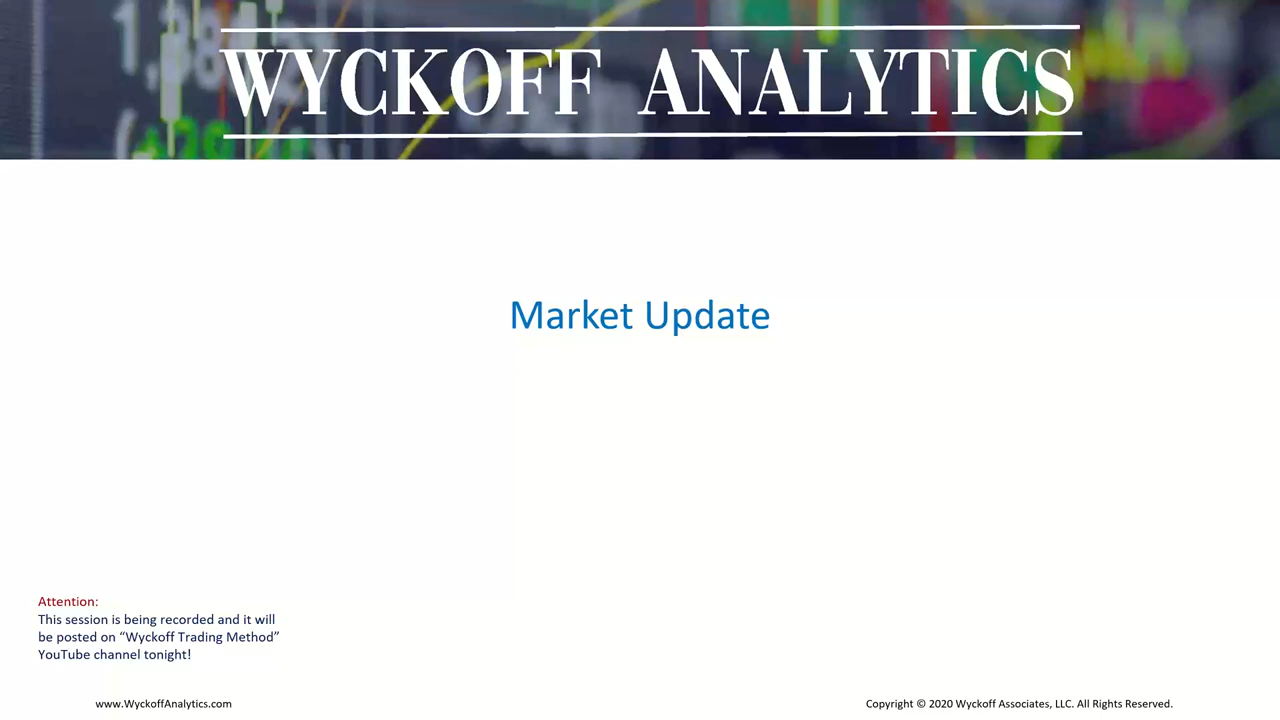 WYCKOFF ANALYTICS
Market Update
Attention:
This session is being recorded and it will
be posted on “Wyckoff Trading Method”
YouTube channel tonight!
www.WyckoffAnalytics.com
Copyright © 2020 Wyckoff Associates, LLC. All Rights Reserved.